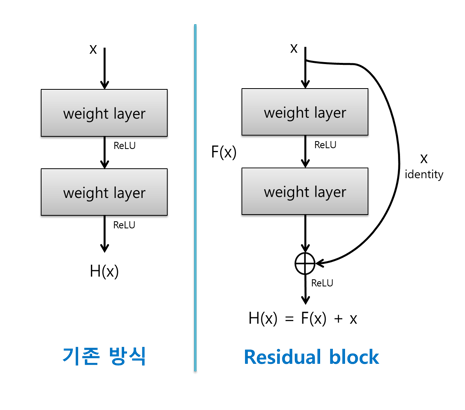 x
weight layer
ReLU
weight layer
ReLU
H(x)
기존 방식
x
weight layer
F(x)
ReLU
x
identity
weight layer
ReLU
H(x) = F(x) + x
Residual block